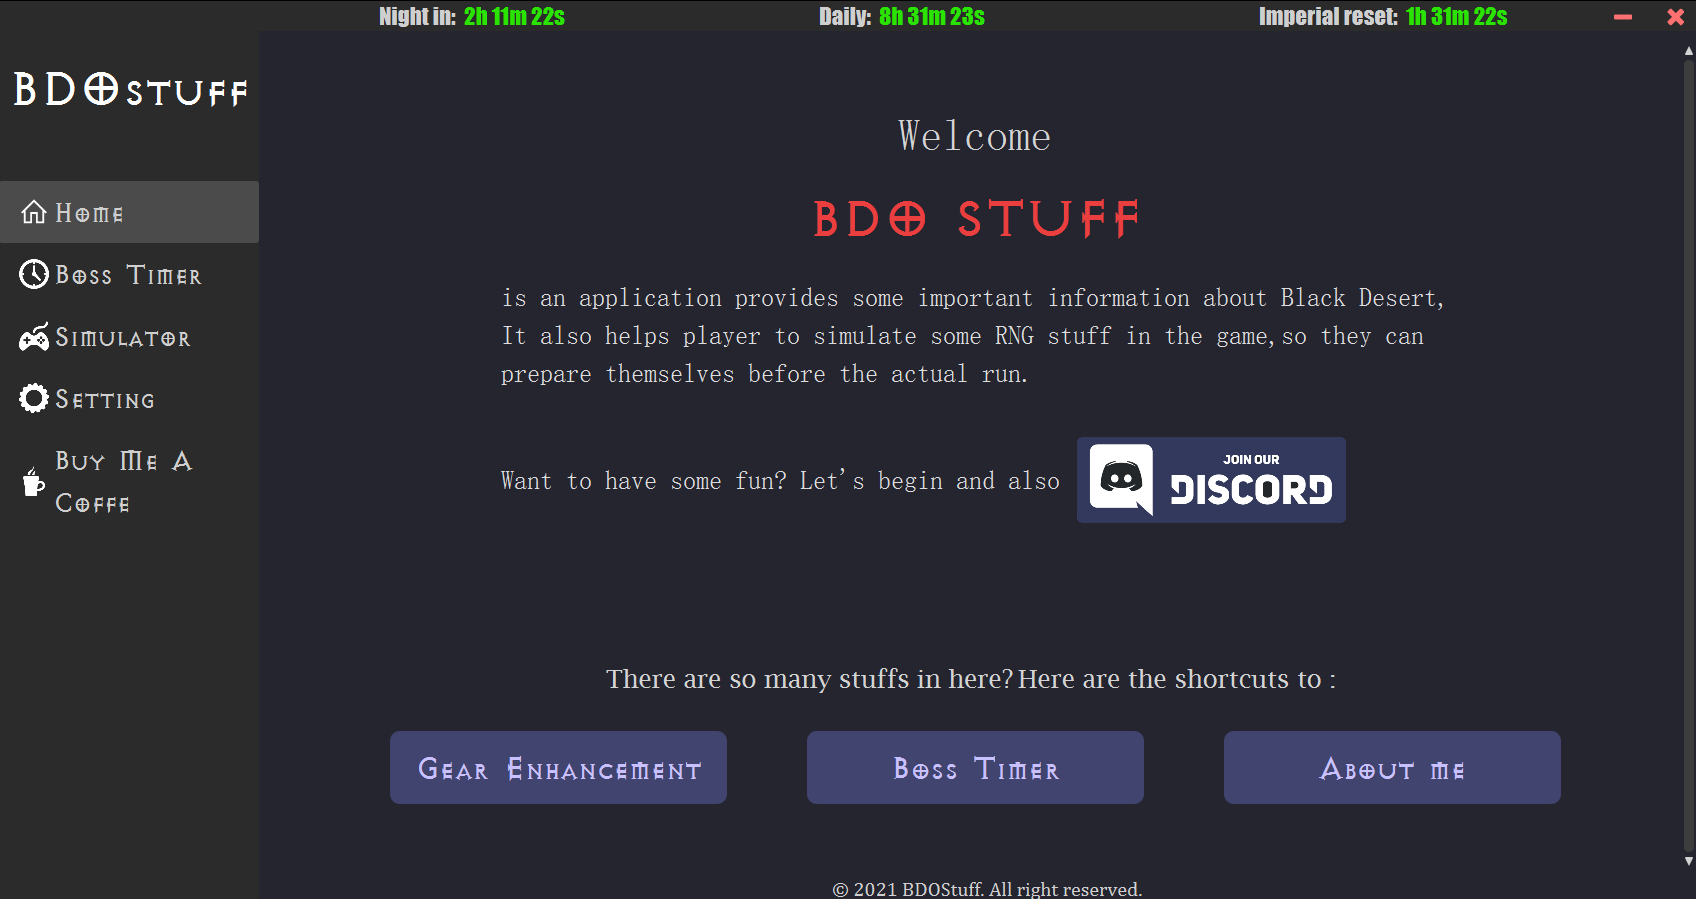 Night in: 2h 11m 22s
Daily: 8h 31m 23s
Imperial reset: 1h 31m 22s
BDOSTUFF
HOME
BOSS TIMER
SIMULATOR
SETTING
BUY ME A
COFFE
Welcome
BDO STUFF
is an application provides some important information about Black Desert,
It also helps player to simulate some RNG stuff in the game,so they can
prepare themselves before the actual run.
Want to have some fun? Let's begin and also
JOIN OUR
DISCORD
There are so many stuffs in here? Here are the shortcuts to :
GEAR ENHANCEMENT
BOSS TIMER
ABOUT ME
© 2021 BDOStuff. All right reserved.